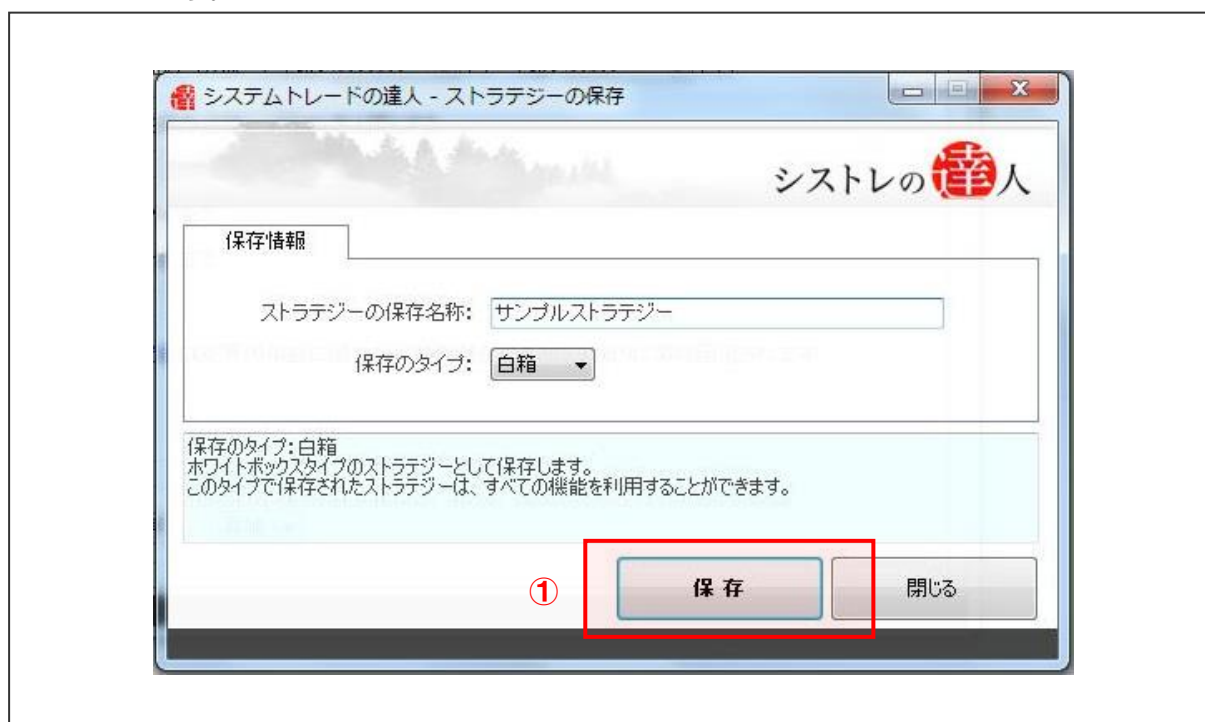 システムトレードの達人 - ストラテジーの保存
シストレの達人
保存情報
ストラテジーの保存名称: サンプルストラテジー
保存のタイプ: 白箱
保存のタイプ:白箱
ホワイトボックスタイプのストラテジーとして保存します。
このタイプで保存されたストラテジーは、すべての機能を利用することができます。
① 保 存 閉じる